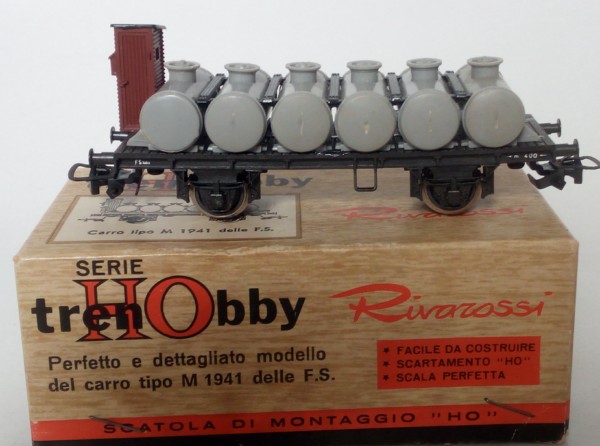 Carro tipo M 1941 delle F.S.
SERIE
trenHObby
Rivarossi
Perfetto e dettagliato modello
del carro tipo M 1941 delle F.S.
• FACILE DA COSTRUIRE
• SCARTAMENTO "HO"
• SCALA PERFETTA
SCATOLA DI MONTAGGIO "HO"